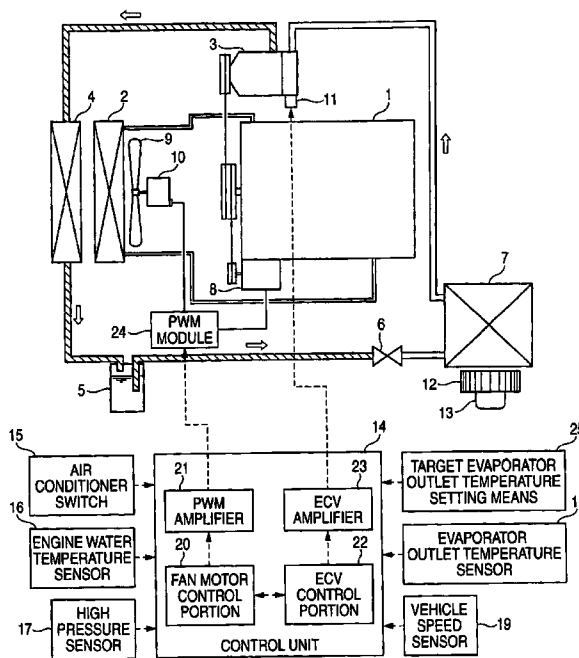 3
4
2
9
10
11
1
8
7
24
PWM
MODULE
6
5
12
13
15
14
25
AIR
CONDITIONER
SWITCH
21
PWM
AMPLIFIER
23
ECV
AMPLIFIER
TARGET EVAPORATOR
OUTLET TEMPERATURE
SETTING MEANS
16
ENGINE WATER
TEMPERATURE
SENSOR
20
FAN MOTOR
CONTROL
PORTION
22
ECV
CONTROL
PORTION
EVAPORATOR
OUTLET TEMPERATURE
SENSOR
17
HIGH
PRESSURE
SENSOR
CONTROL UNIT
VEHICLE
SPEED
SENSOR
19